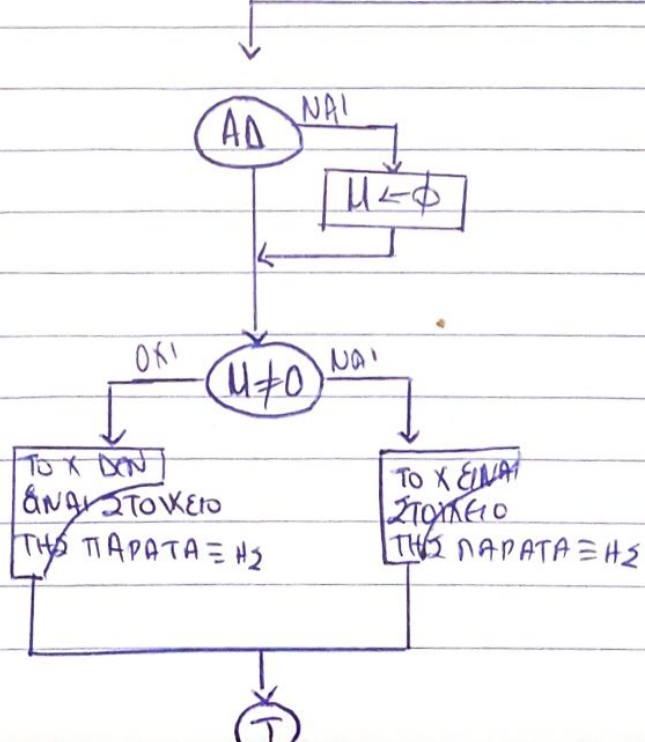 ΝΑΙ
ΑΔ
Μ ← φ
ΟΧΙ
Μ≠0
ΝΑΙ
ΤΟ Χ ΔΕΝ
ΕΙΝΑΙ ΣΤΟΙΧΕΙΟ
ΤΗΣ ΠΑΡΑΤΑΞΗΣ
ΤΟ Χ ΕΙΝΑΙ
ΣΤΟΙΧΕΙΟ
ΤΗΣ ΠΑΡΑΤΑΞΗΣ
Τ